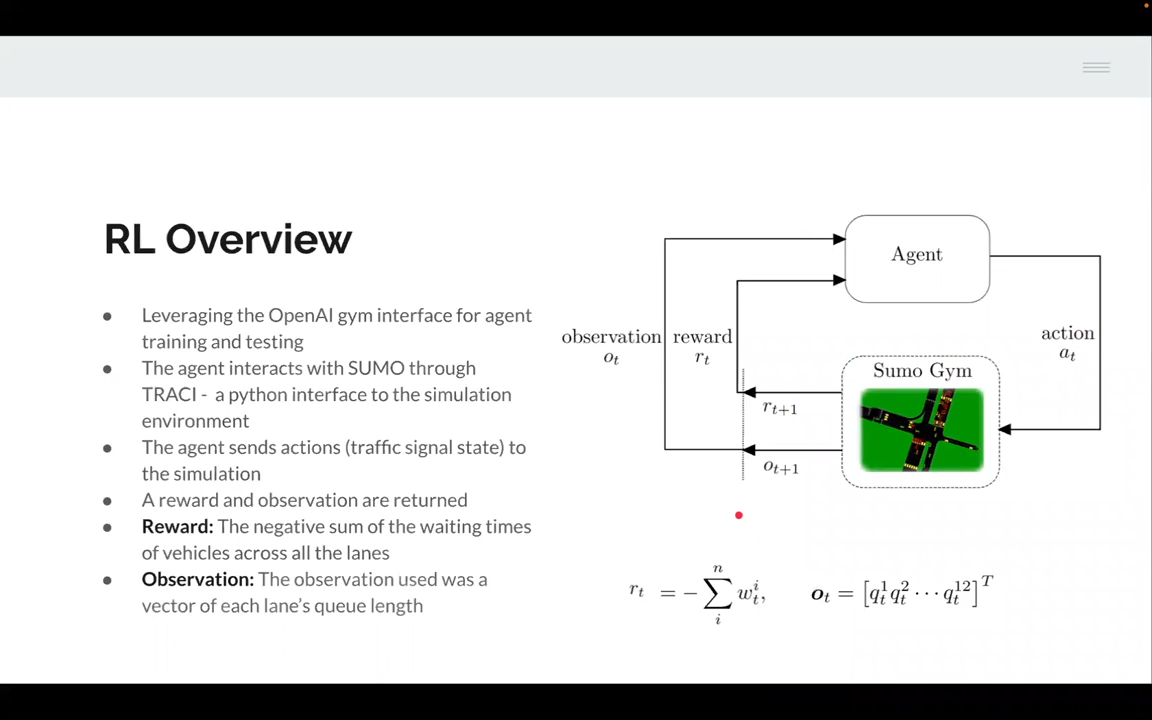 RL Overview
● Leveraging the OpenAI gym interface for agent
training and testing
● The agent interacts with SUMO through
TRACI - a python interface to the simulation
environment
● The agent sends actions (traffic signal state) to
the simulation
● A reward and observation are returned
● Reward: The negative sum of the waiting times
of vehicles across all the lanes
● Observation: The observation used was a
vector of each lane's queue length
Agent
observation
o_t
reward
r_t
action
a_t
Sumo Gym
r_{t+1}
o_{t+1}
r_t = - \sum_i^n w_t^i,
o_t = [q_t^1 q_t^2 ··· q_t^{12}]^T